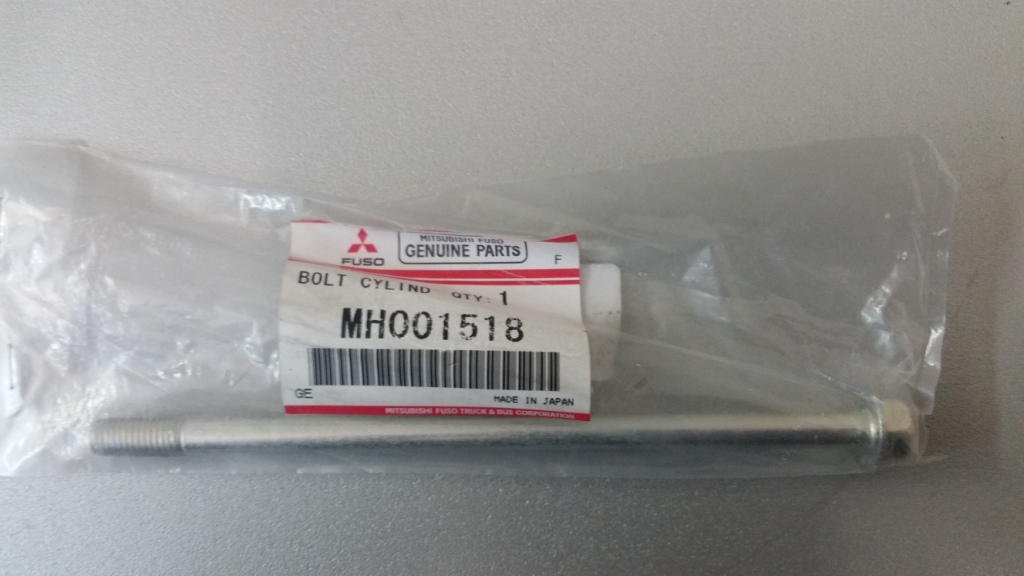 MITSUBISHI FUSO
GENUINE PARTS
FUSO
F
BOLT CYLIND QTY: 1
MH001518
GE
MADE IN JAPAN
MITSUBISHI FUSO TRUCK & BUS CORPORATION